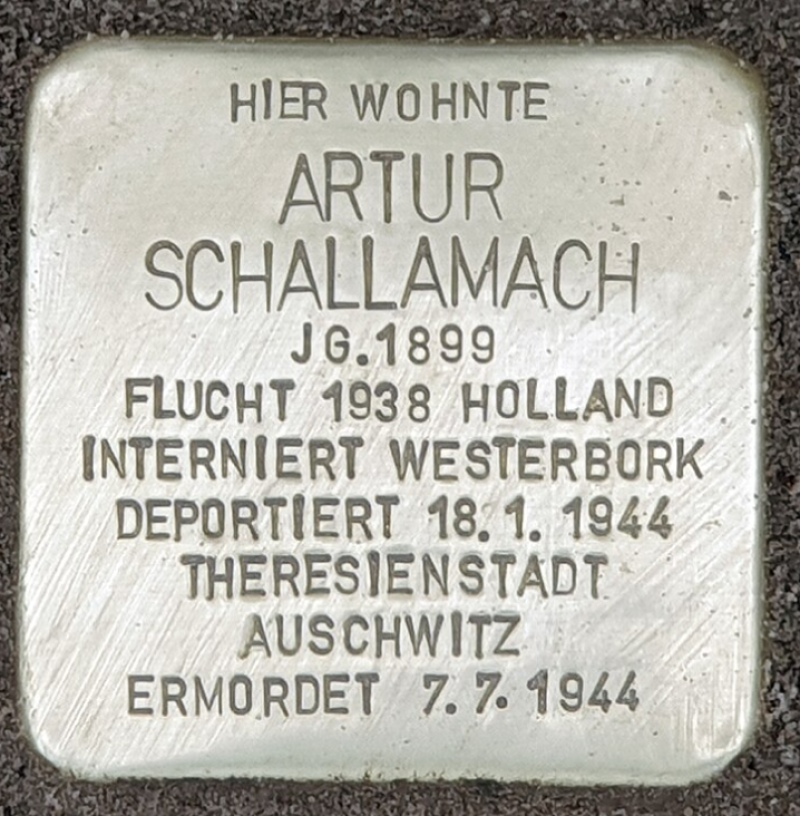 HIER WOHNTE
ARTUR
SCHALLAMACH
JG.1899
FLUCHT 1938 HOLLAND
INTERNIERT WESTERBORK
DEPORTIERT 18.1.1944
THERESIENSTADT
AUSCHWITZ
ERMORDET 7.7.1944